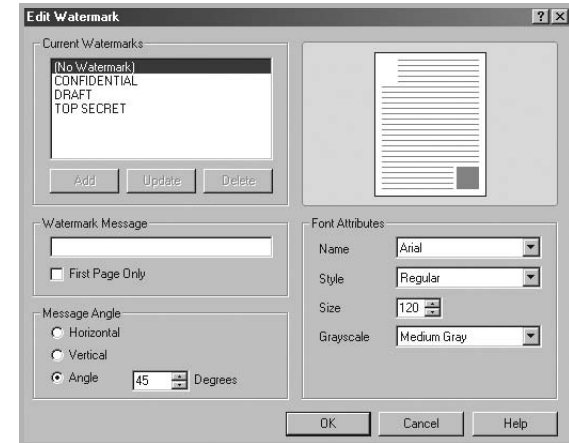 Edit Watermark
Current Watermarks
(No Watermark)
CONFIDENTIAL
DRAFT
TOP SECRET
Add Update Delete
Watermark Message
First Page Only
Message Angle
Horizontal
Vertical
Angle 45 Degrees
Font Attributes
Name Arial
Style Regular
Size 120
Grayscale Medium Gray
OK Cancel Help